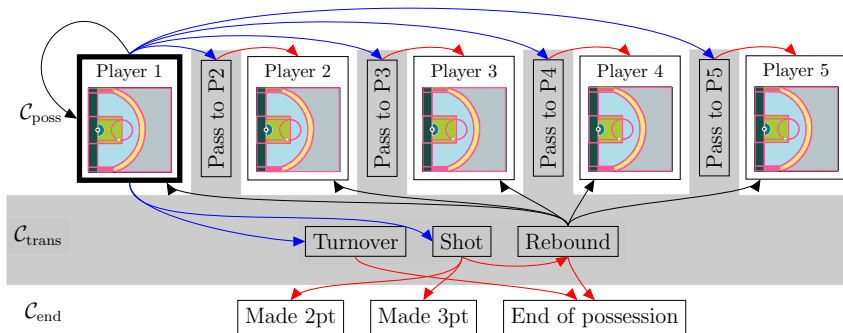 Player 1
Pass to P2
Player 2
Pass to P3
Player 3
Pass to P4
Player 4
Pass to P5
Player 5
𝒞poss
𝒞trans
Turnover
Shot
Rebound
𝒞end
Made 2pt
Made 3pt
End of possession